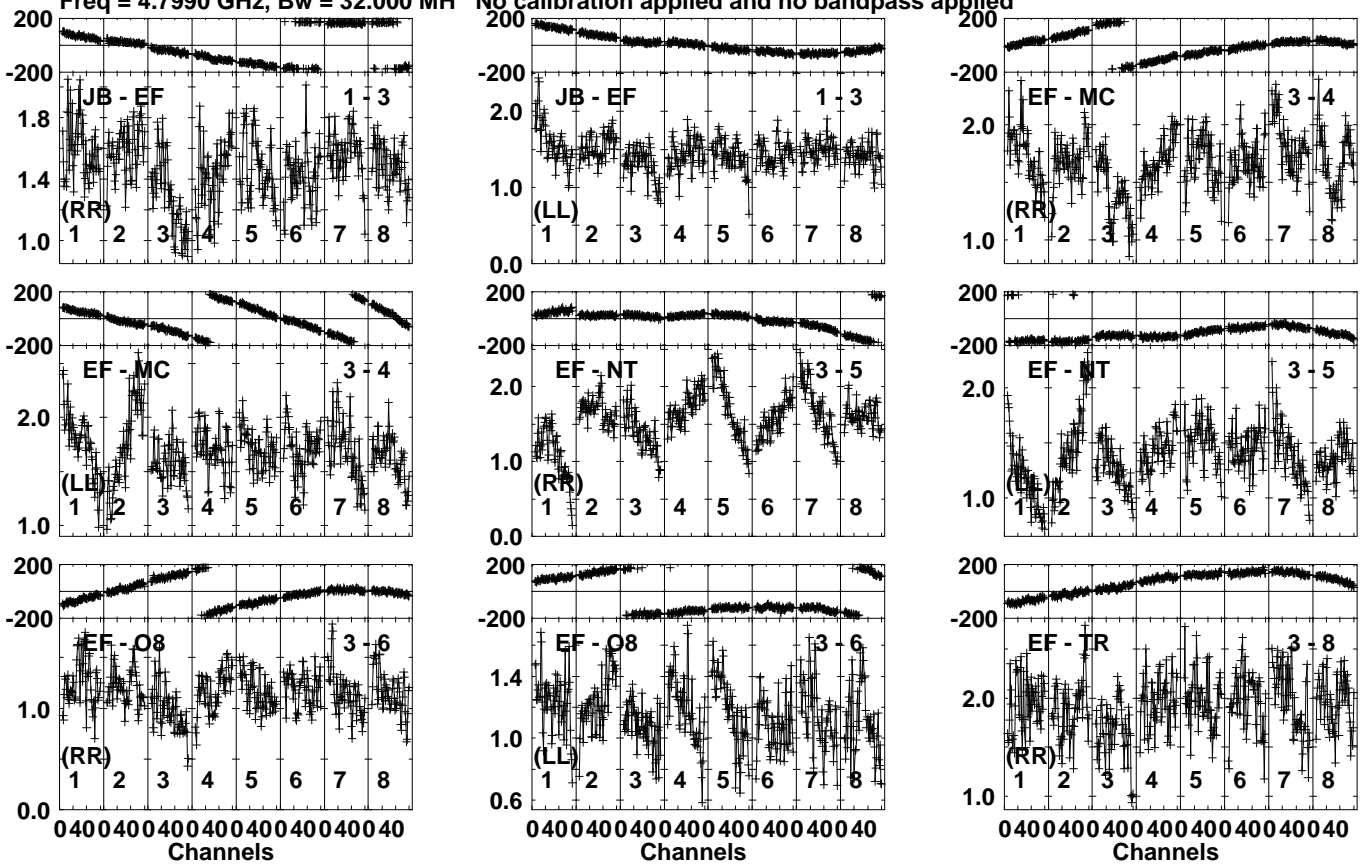 Freq = 4.7990 GHz, Bw = 32.000 MH No calibration applied and no bandpass applied
200
-200
JB - EF 1 - 3
1.8
1.4
1.0
(RR)
1 2 3 4 5 6 7 8
JB - EF 1 - 3
2.0
1.0
0.0
(LL)
1 2 3 4 5 6 7 8
200
-200
EF - MC 3 - 4
2.0
1.0
(RR)
1 2 3 4 5 6 7 8
200
-200
EF - MC 3 - 4
2.0
1.0
(LL)
1 2 3 4 5 6 7 8
EF - NT 3 - 5
2.0
1.0
0.0
(RR)
1 2 3 4 5 6 7 8
200
-200
EF - NT 3 - 5
2.0
1.0
(LL)
1 2 3 4 5 6 7 8
200
-200
EF - O8 3 - 6
1.0
0.0
(RR)
1 2 3 4 5 6 7 8
0 40 0 40 0 40 0 40 0 40 0 40 0 40 0 40
Channels
EF - O8 3 - 6
1.4
1.0
0.6
(LL)
1 2 3 4 5 6 7 8
0 40 0 40 0 40 0 40 0 40 0 40 0 40 0 40
Channels
200
-200
EF - TR 3 - 8
2.0
1.0
(RR)
1 2 3 4 5 6 7 8
0 40 0 40 0 40 0 40 0 40 0 40 0 40 0 40
Channels